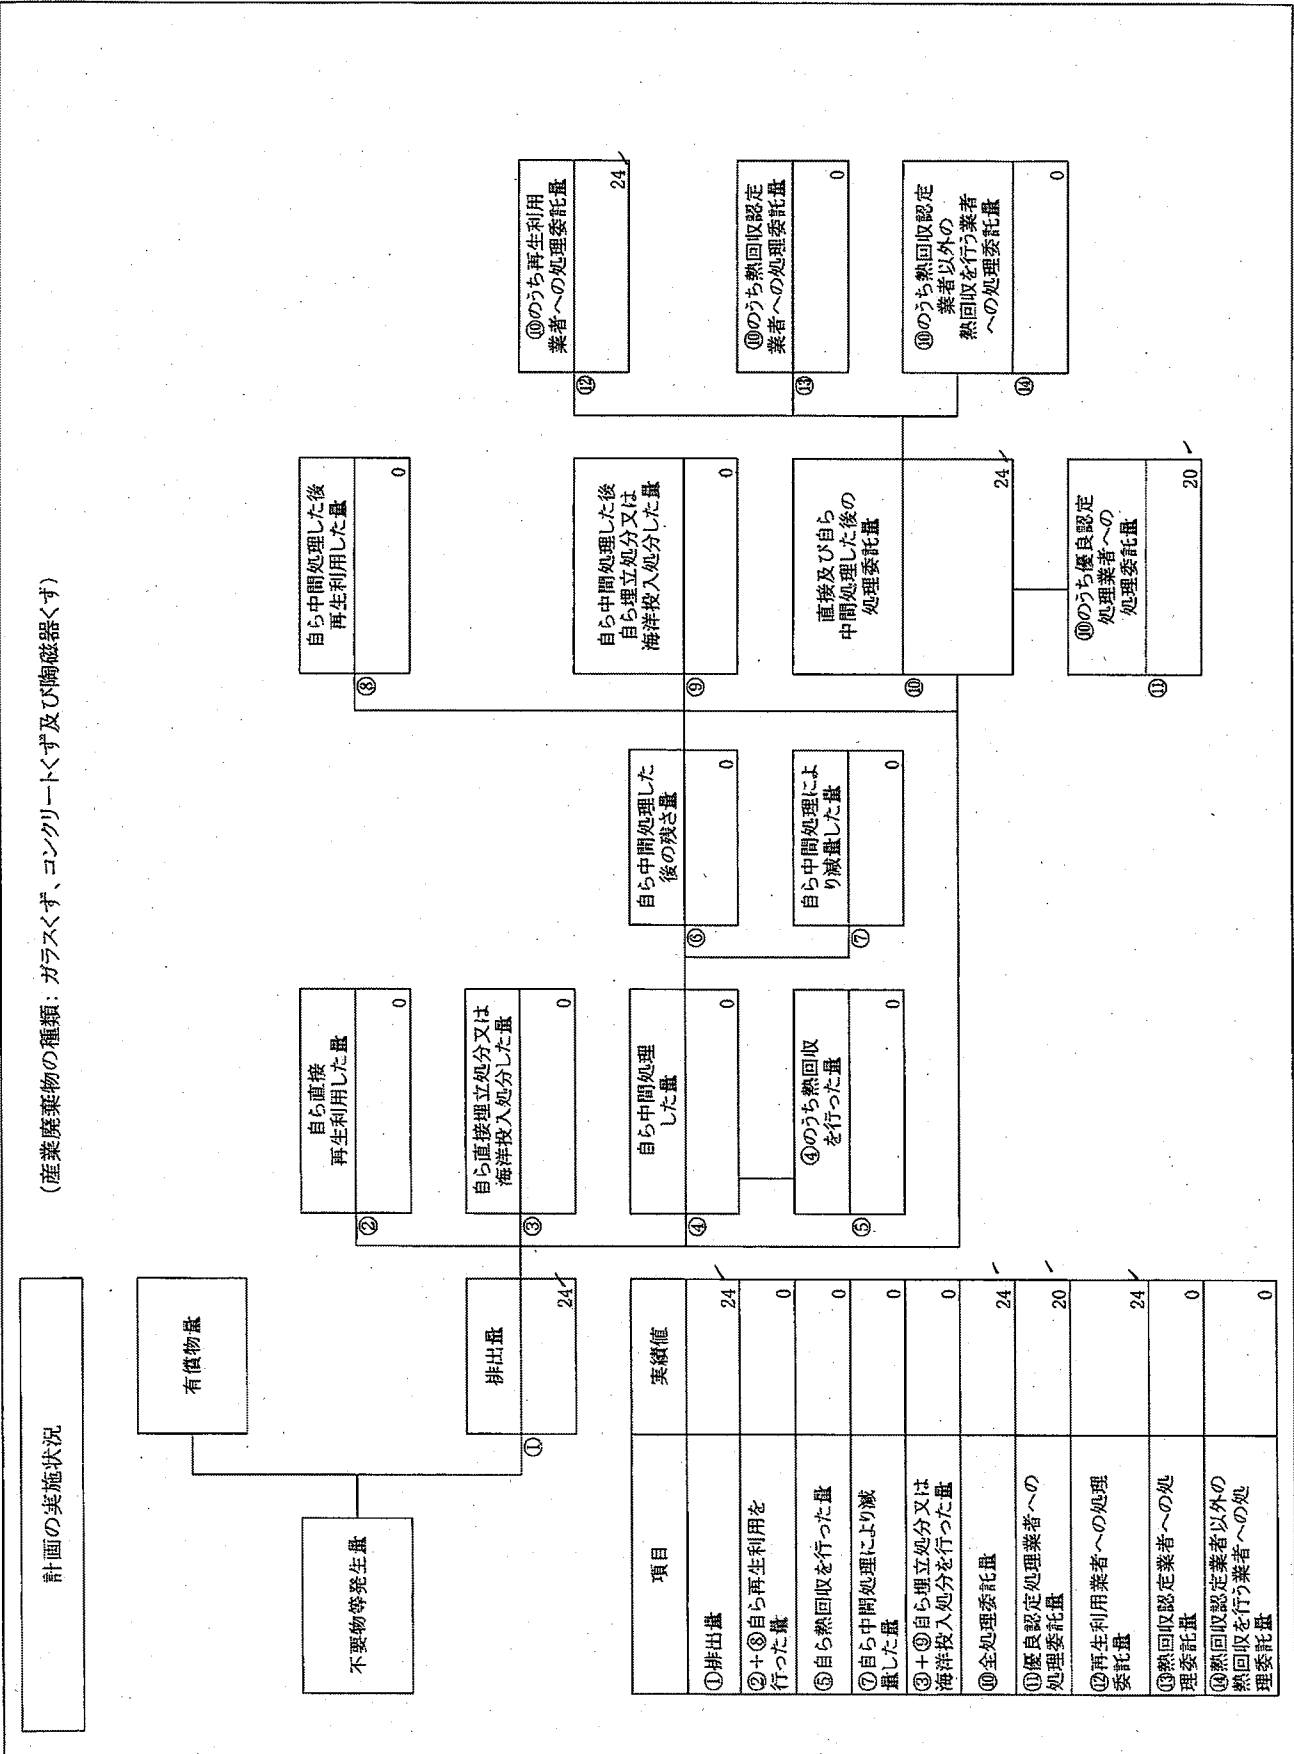 計画の実施状況
(産業廃棄物の種類：ガラスくず、コンクリートくず及び陶磁器くず)
不要物等発生量
有償物量
①
排出量
24
②
自ら直接
再生利用した量
0
③
自ら直接埋立処分又は
海洋投入処分した量
0
④
自ら中間処理
した量
0
⑤
④のうち熱回収
を行った量
0
⑥
自ら中間処理した
後の残さ量
0
⑦
自ら中間処理によ
り減量した量
0
⑧
自ら中間処理した後
再生利用した量
0
⑨
自ら中間処理した後
自ら埋立処分又は
海洋投入処分した量
0
⑩
直接及び自ら
中間処理した後の
処理委託量
24
⑪
⑩のうち優良認定
処理業者への
処理委託量
20
⑫
⑩のうち再生利用
業者への処理委託量
24
⑬
⑩のうち熱回収認定
業者への処理委託量
0
⑭
⑩のうち熱回収認定
業者以外の
熱回収を行う業者
への処理委託量
0
項目
実績値
①排出量
24
②+⑧自ら再生利用を
行った量
0
⑤自ら熱回収を行った量
0
⑦自ら中間処理により減
量した量
0
③+⑨自ら埋立処分又は
海洋投入処分を行った量
0
⑩全処理委託量
24
⑪優良認定処理業者への
処理委託量
20
⑫再生利用業者への処理
委託量
24
⑬熱回収認定業者への処
理委託量
0
⑭熱回収認定業者以外の
熱回収を行う業者への処
理委託量
0